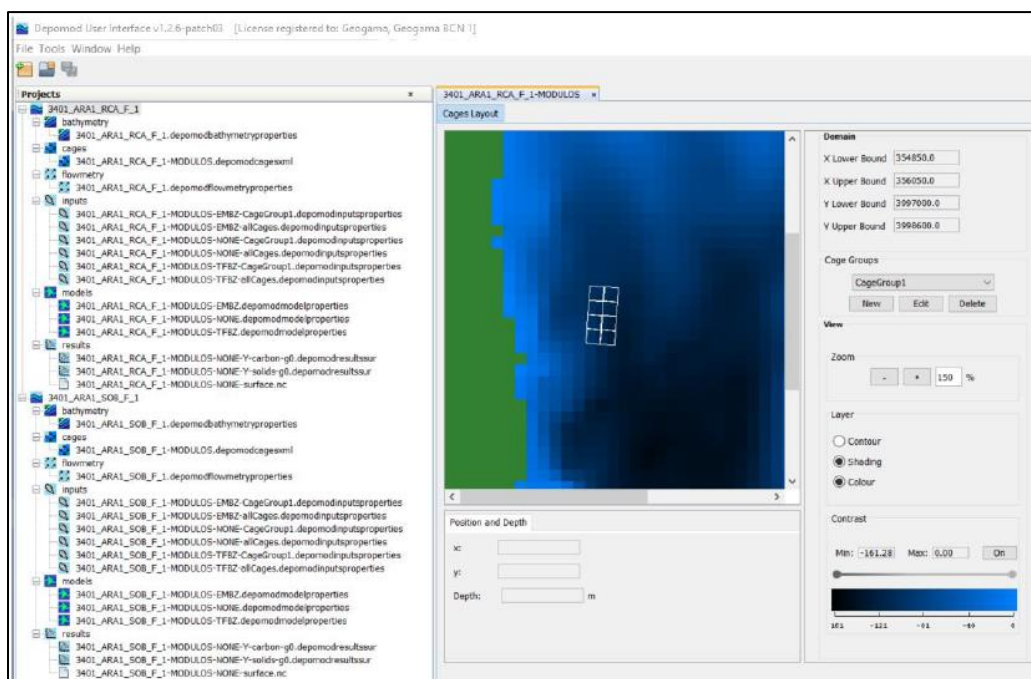 Depomod User Interface v1.2.6-patch03 [License registered to: Geogama, Geogama BCN 1]
File Tools Window Help
Projects ×
3401_ARA1_RCA_F_1
bathymetry
3401_ARA1_RCA_F_1.depomodbathymetryproperties
cages
3401_ARA1_RCA_F_1-MODULOS.depomodcagesxml
flowmetry
3401_ARA1_RCA_F_1.depomodflowmetryproperties
inputs
3401_ARA1_RCA_F_1-MODULOS-EMBZ-CageGroup1.depomodinputsproperties
3401_ARA1_RCA_F_1-MODULOS-EMBZ-allCages.depomodinputsproperties
3401_ARA1_RCA_F_1-MODULOS-NONE-CageGroup1.depomodinputsproperties
3401_ARA1_RCA_F_1-MODULOS-NONE-allCages.depomodinputsproperties
3401_ARA1_RCA_F_1-MODULOS-TFBZ-CageGroup1.depomodinputsproperties
3401_ARA1_RCA_F_1-MODULOS-TFBZ-allCages.depomodinputsproperties
models
3401_ARA1_RCA_F_1-EMBZ.depomodmodelproperties
3401_ARA1_RCA_F_1-NONE.depomodmodelproperties
3401_ARA1_RCA_F_1-TFBZ.depomodmodelproperties
results
3401_ARA1_RCA_F_1-MODULOS-NONE-Y-carbon-g0.depomodresultssur
3401_ARA1_RCA_F_1-MODULOS-NONE-Y-solids-g0.depomodresultssur
3401_ARA1_RCA_F_1-MODULOS-NONE-surface.nc
3401_ARA1_SOB_F_1
bathymetry
3401_ARA1_SOB_F_1.depomodbathymetryproperties
cages
3401_ARA1_SOB_F_1-MODULOS.depomodcagesxml
flowmetry
3401_ARA1_SOB_F_1.depomodflowmetryproperties
inputs
3401_ARA1_SOB_F_1-MODULOS-EMBZ-CageGroup1.depomodinputsproperties
3401_ARA1_SOB_F_1-MODULOS-EMBZ-allCages.depomodinputsproperties
3401_ARA1_SOB_F_1-MODULOS-NONE-CageGroup1.depomodinputsproperties
3401_ARA1_SOB_F_1-MODULOS-NONE-allCages.depomodinputsproperties
3401_ARA1_SOB_F_1-MODULOS-TFBZ-CageGroup1.depomodinputsproperties
3401_ARA1_SOB_F_1-MODULOS-TFBZ-allCages.depomodinputsproperties
models
3401_ARA1_SOB_F_1-EMBZ.depomodmodelproperties
3401_ARA1_SOB_F_1-NONE.depomodmodelproperties
3401_ARA1_SOB_F_1-TFBZ.depomodmodelproperties
results
3401_ARA1_SOB_F_1-MODULOS-NONE-Y-carbon-g0.depomodresultssur
3401_ARA1_SOB_F_1-MODULOS-NONE-Y-solids-g0.depomodresultssur
3401_ARA1_SOB_F_1-MODULOS-NONE-surface.nc
3401_ARA1_RCA_F_1-MODULOS ×
Cages Layout
Position and Depth
x:
y:
Depth: m
Domain
X Lower Bound 354850.0
X Upper Bound 356050.0
Y Lower Bound 3997000.0
Y Upper Bound 3998600.0
Cage Groups
CageGroup1
New Edit Delete
View
Zoom
- + 150 %
Layer
Contour
Shading
Colour
Contrast
Min: -161.28 Max: 0.00 On
161 -121 -81 -40 0